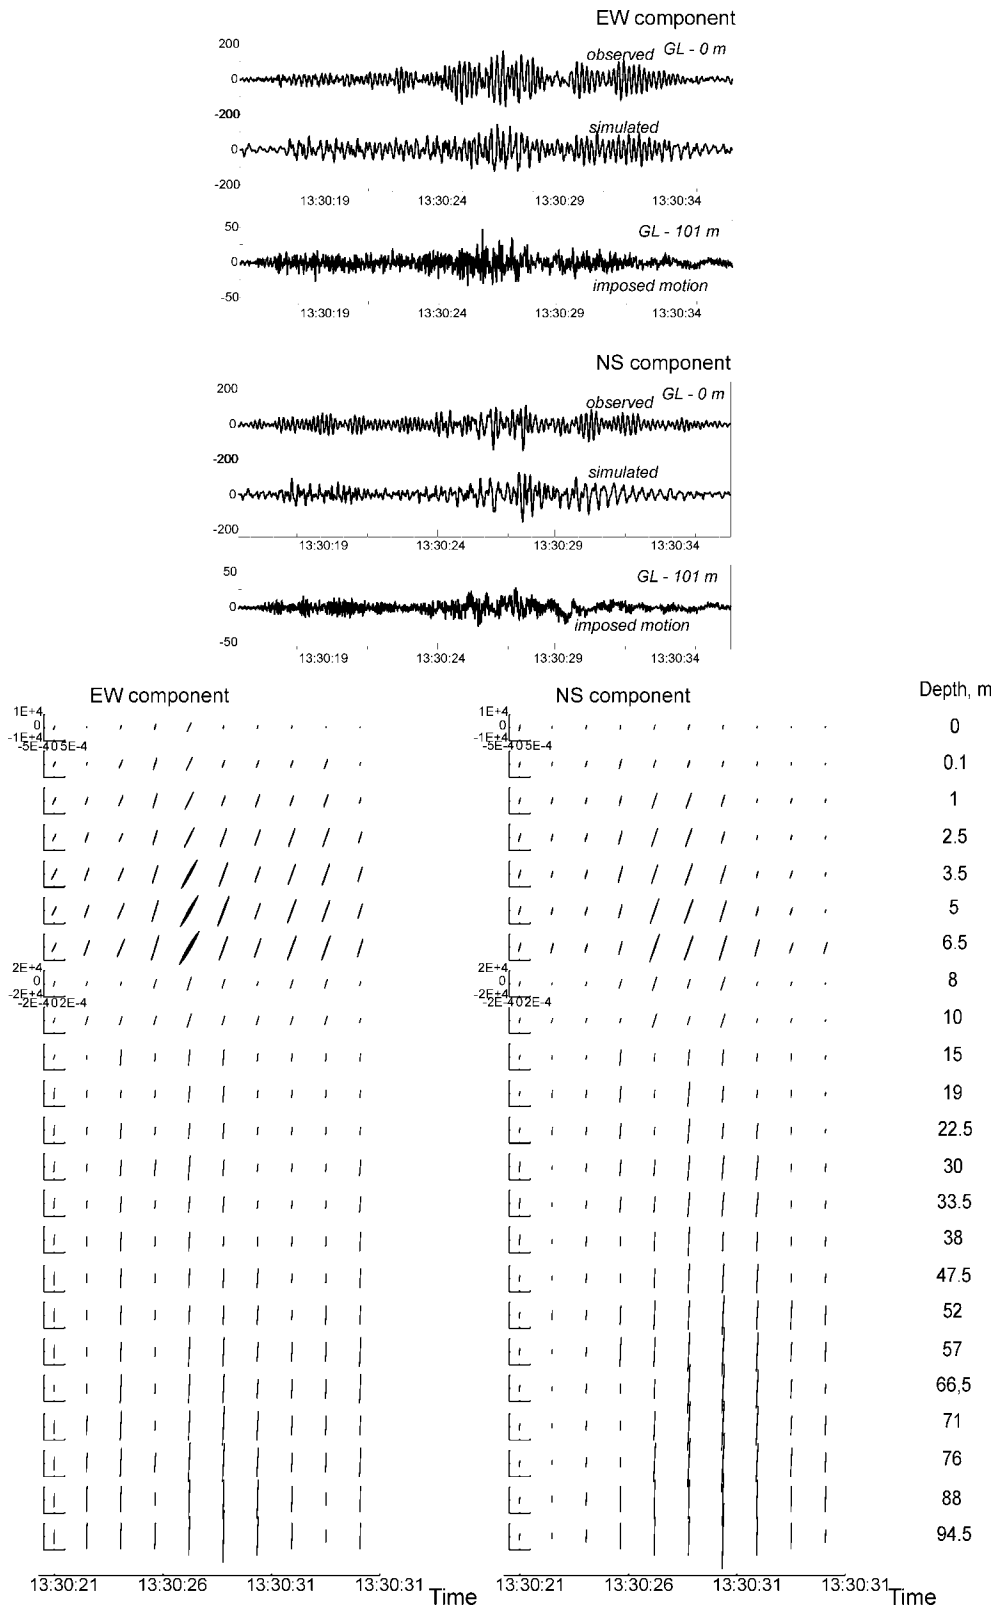 EW component
200
observed GL - 0 m
0
-200
simulated
0
-200
13:30:19 13:30:24 13:30:29 13:30:34
50
GL - 101 m
0
imposed motion
-50
13:30:19 13:30:24 13:30:29 13:30:34
NS component
200
observed GL - 0 m
0
-200
simulated
0
-200
13:30:19 13:30:24 13:30:29 13:30:34
50
GL - 101 m
0
imposed motion
-50
13:30:19 13:30:24 13:30:29 13:30:34
EW component NS component Depth, m
1E+4 1E+4
0 0 0
-1E+4 -1E+4
-5E-4 0 5E-4 -5E-4 0 5E-4
0.1
1
2.5
3.5
5
6.5
2E+4 2E+4
0 0 8
-2E+4 -2E+4
-2E-4 0 2E-4 -2E-4 0 2E-4
10
15
19
22.5
30
33.5
38
47.5
52
57
66,5
71
76
88
94.5
13:30:21 13:30:26 13:30:31 13:30:31 Time 13:30:21 13:30:26 13:30:31 13:30:31 Time